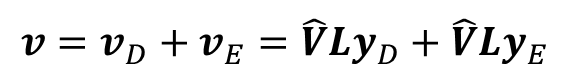 𝒗 = 𝒗_D + 𝒗_E = V̂𝑳𝒚_D + V̂𝑳𝒚_E